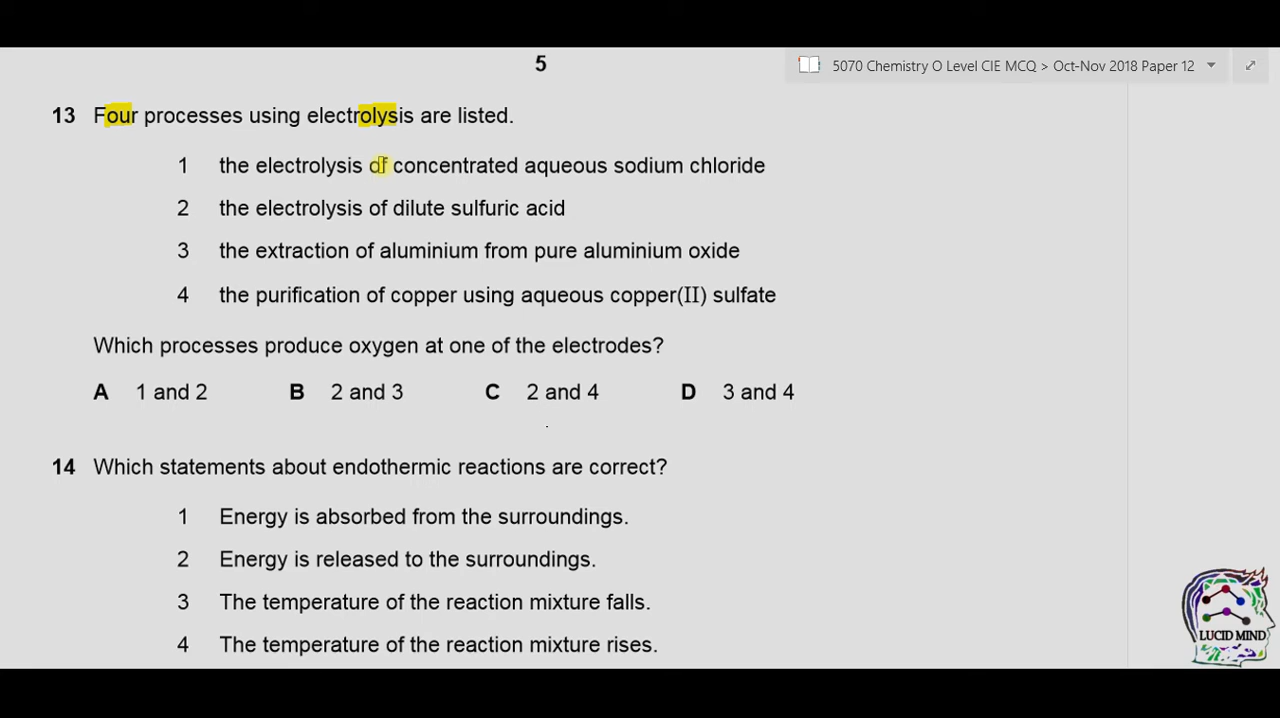 5
5070 Chemistry O Level CIE MCQ > Oct-Nov 2018 Paper 12
13 Four processes using electrolysis are listed.
1 the electrolysis of concentrated aqueous sodium chloride
2 the electrolysis of dilute sulfuric acid
3 the extraction of aluminium from pure aluminium oxide
4 the purification of copper using aqueous copper(II) sulfate
Which processes produce oxygen at one of the electrodes?
A 1 and 2 B 2 and 3 C 2 and 4 D 3 and 4
14 Which statements about endothermic reactions are correct?
1 Energy is absorbed from the surroundings.
2 Energy is released to the surroundings.
3 The temperature of the reaction mixture falls.
4 The temperature of the reaction mixture rises.
LUCID MIND